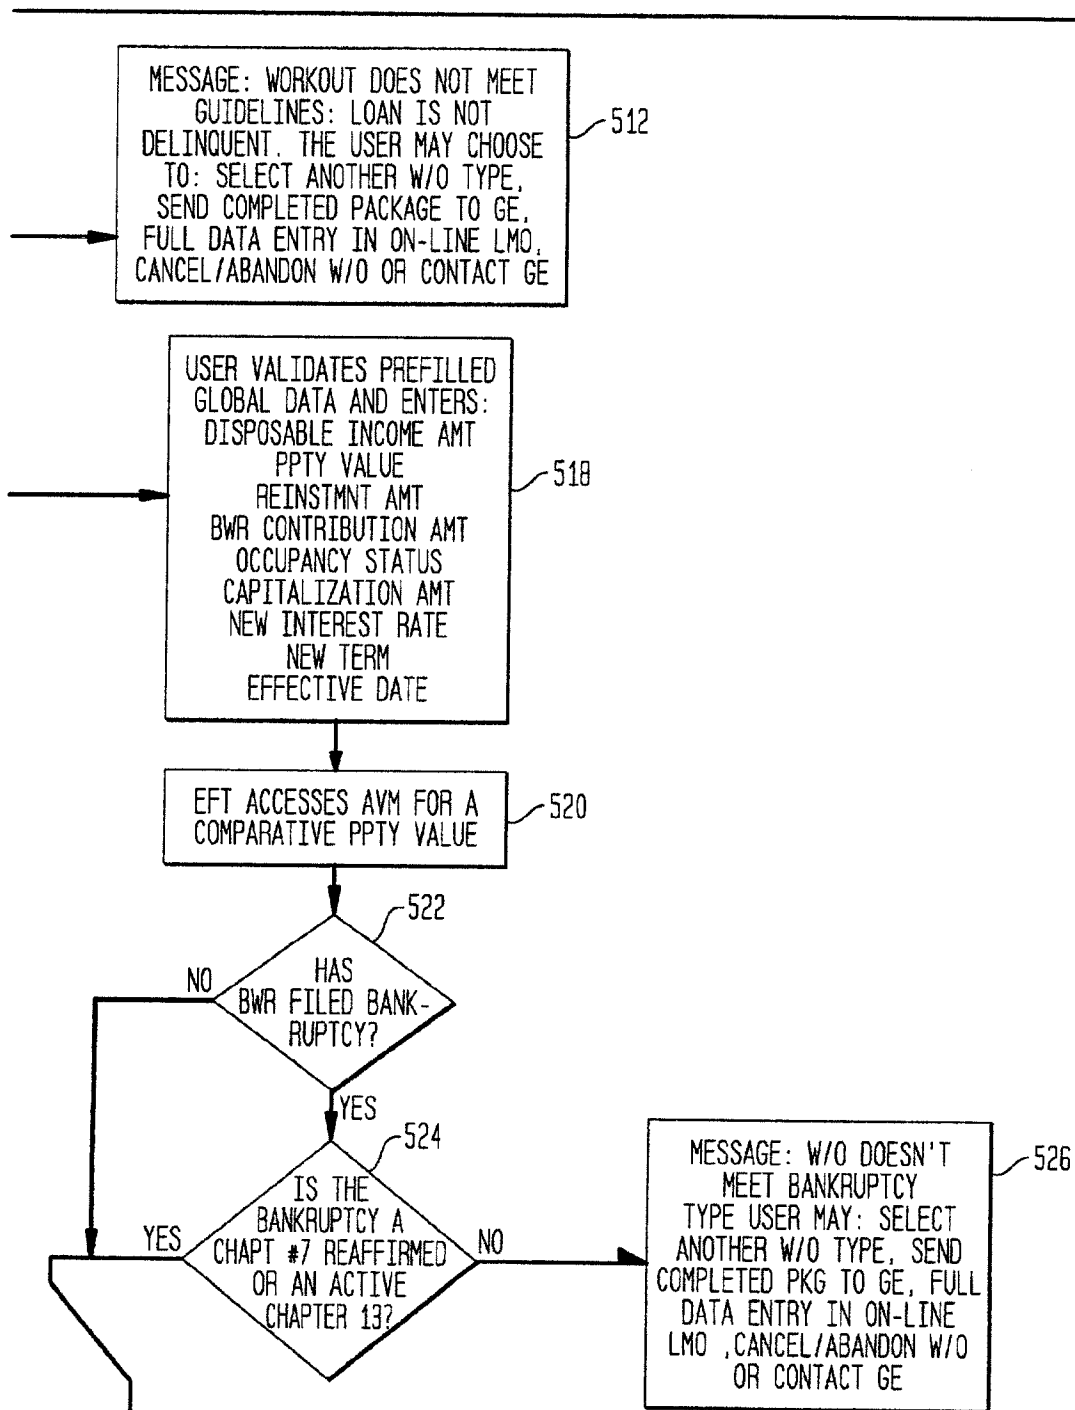 MESSAGE: WORKOUT DOES NOT MEET
GUIDELINES: LOAN IS NOT
DELINQUENT. THE USER MAY CHOOSE
TO: SELECT ANOTHER W/O TYPE,
SEND COMPLETED PACKAGE TO GE,
FULL DATA ENTRY IN ON-LINE LMO,
CANCEL/ABANDON W/O OR CONTACT GE
512
USER VALIDATES PREFILLED
GLOBAL DATA AND ENTERS:
DISPOSABLE INCOME AMT
PPTY VALUE
REINSTMNT AMT
BWR CONTRIBUTION AMT
OCCUPANCY STATUS
CAPITALIZATION AMT
NEW INTEREST RATE
NEW TERM
EFFECTIVE DATE
518
EFT ACCESSES AVM FOR A
COMPARATIVE PPTY VALUE
520
522
HAS
BWR FILED BANK-
RUPTCY?
NO
YES
524
IS THE
BANKRUPTCY A
CHAPT #7 REAFFIRMED
OR AN ACTIVE
CHAPTER 13?
YES
NO
MESSAGE: W/O DOESN'T
MEET BANKRUPTCY
TYPE USER MAY: SELECT
ANOTHER W/O TYPE, SEND
COMPLETED PKG TO GE, FULL
DATA ENTRY IN ON-LINE
LMO ,CANCEL/ABANDON W/O
OR CONTACT GE
526